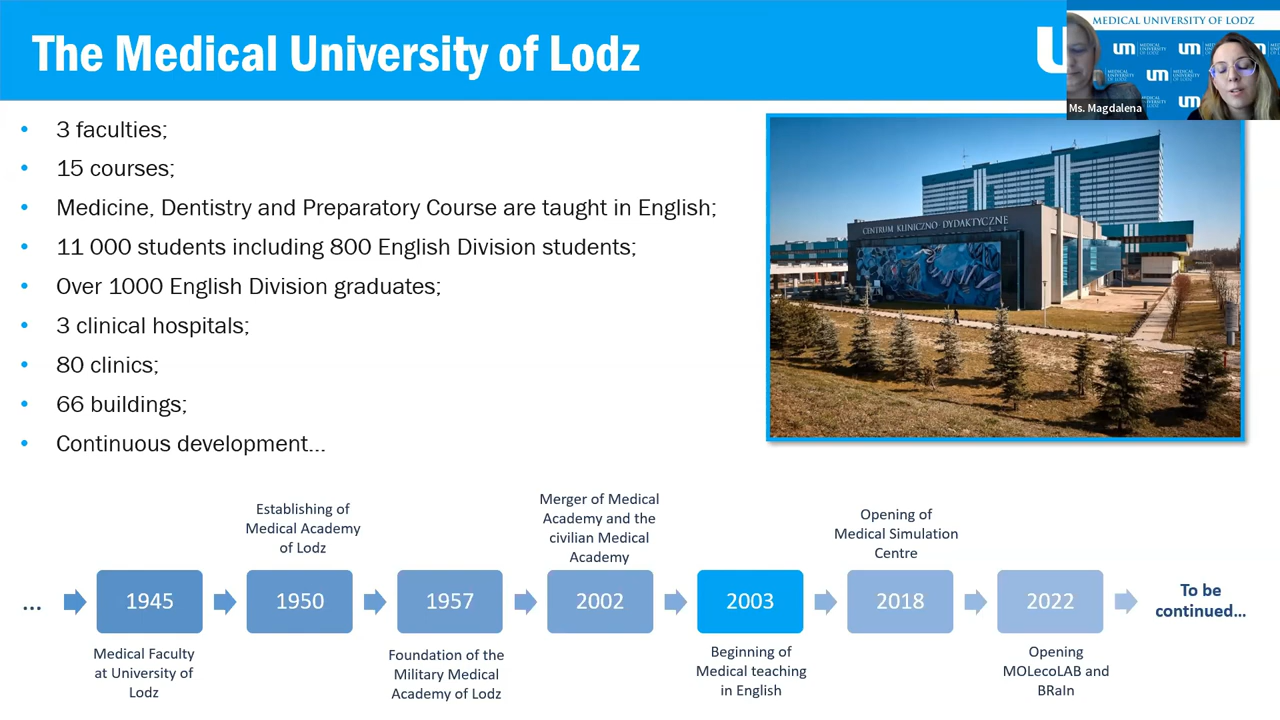 The Medical University of Lodz
MEDICAL UNIVERSITY OF LODZ
Ms. Magdalena
• 3 faculties;
• 15 courses;
• Medicine, Dentistry and Preparatory Course are taught in English;
• 11 000 students including 800 English Division students;
• Over 1000 English Division graduates;
• 3 clinical hospitals;
• 80 clinics;
• 66 buildings;
• Continuous development...
CENTRUM KLINICZNO-DYDAKTYCZNE
...
1945
Medical Faculty
at University of
Lodz
Establishing of
Medical Academy
of Lodz
1950
1957
Foundation of the
Military Medical
Academy of Lodz
Merger of Medical
Academy and the
civilian Medical
Academy
2002
2003
Beginning of
Medical teaching
in English
Opening of
Medical Simulation
Centre
2018
2022
Opening
MOLecoLAB and
BRaIn
To be
continued...